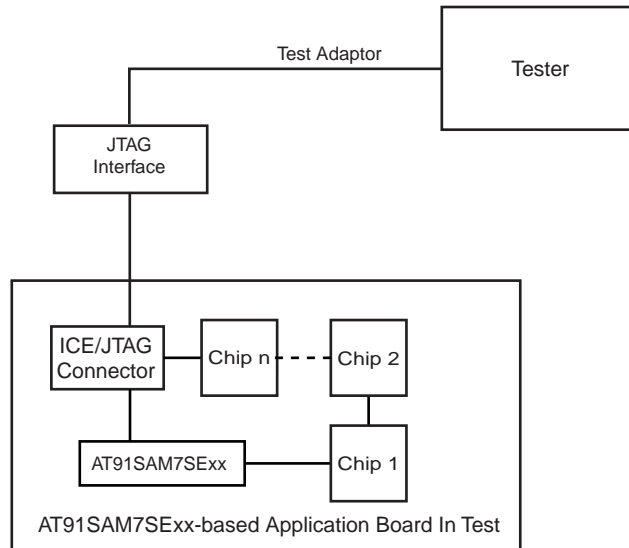 Test Adaptor
Tester
JTAG
Interface
ICE/JTAG
Connector
Chip n
Chip 2
AT91SAM7SExx
Chip 1
AT91SAM7SExx-based Application Board In Test